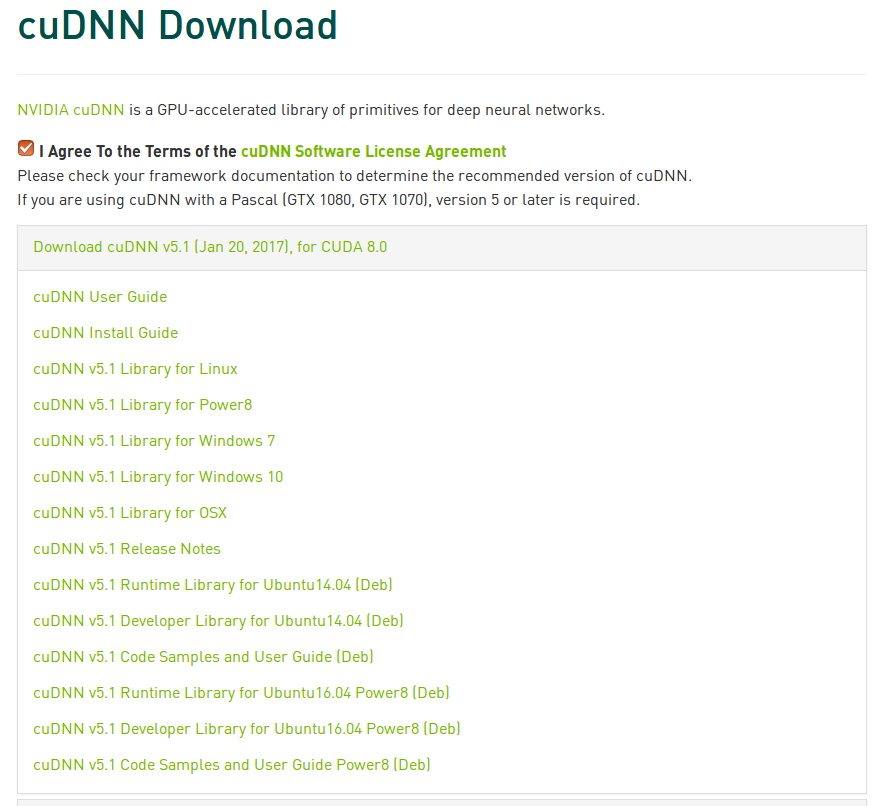 cuDNN Download
NVIDIA cuDNN is a GPU-accelerated library of primitives for deep neural networks.
I Agree To the Terms of the cuDNN Software License Agreement
Please check your framework documentation to determine the recommended version of cuDNN.
If you are using cuDNN with a Pascal (GTX 1080, GTX 1070), version 5 or later is required.
Download cuDNN v5.1 (Jan 20, 2017), for CUDA 8.0
cuDNN User Guide
cuDNN Install Guide
cuDNN v5.1 Library for Linux
cuDNN v5.1 Library for Power8
cuDNN v5.1 Library for Windows 7
cuDNN v5.1 Library for Windows 10
cuDNN v5.1 Library for OSX
cuDNN v5.1 Release Notes
cuDNN v5.1 Runtime Library for Ubuntu14.04 (Deb)
cuDNN v5.1 Developer Library for Ubuntu14.04 (Deb)
cuDNN v5.1 Code Samples and User Guide (Deb)
cuDNN v5.1 Runtime Library for Ubuntu16.04 Power8 (Deb)
cuDNN v5.1 Developer Library for Ubuntu16.04 Power8 (Deb)
cuDNN v5.1 Code Samples and User Guide Power8 (Deb)